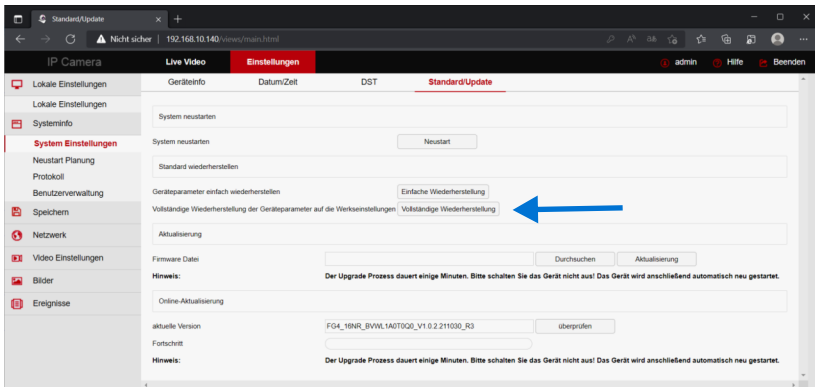 Standard/Update
Nicht sicher | 192.168.10.140/views/main.html
IP Camera Live Video Einstellungen admin Hilfe Beenden
Lokale Einstellungen Geräteinfo Datum/Zeit DST Standard/Update
Lokale Einstellungen
Systeminfo
System neustarten
System Einstellungen
System neustarten Neustart
Neustart Planung
Standard wiederherstellen
Protokoll
Benutzerverwaltung
Geräteparameter einfach wiederherstellen Einfache Wiederherstellung
Speichern
Vollständige Wiederherstellung der Geräteparameter auf die Werkseinstellungen Vollständige Wiederherstellung
Netzwerk
Aktualisierung
Video Einstellungen
Firmware Datei Durchsuchen Aktualisierung
Bilder
Hinweis: Der Upgrade Prozess dauert einige Minuten. Bitte schalten Sie das Gerät nicht aus! Das Gerät wird anschließend automatisch neu gestartet.
Ereignisse
Online-Aktualisierung
aktuelle Version FG4_16NR_BVWL1A0T0Q0_V1.0.2.211030_R3 überprüfen
Fortschritt
Hinweis: Der Upgrade Prozess dauert einige Minuten. Bitte schalten Sie das Gerät nicht aus! Das Gerät wird anschließend automatisch neu gestartet.